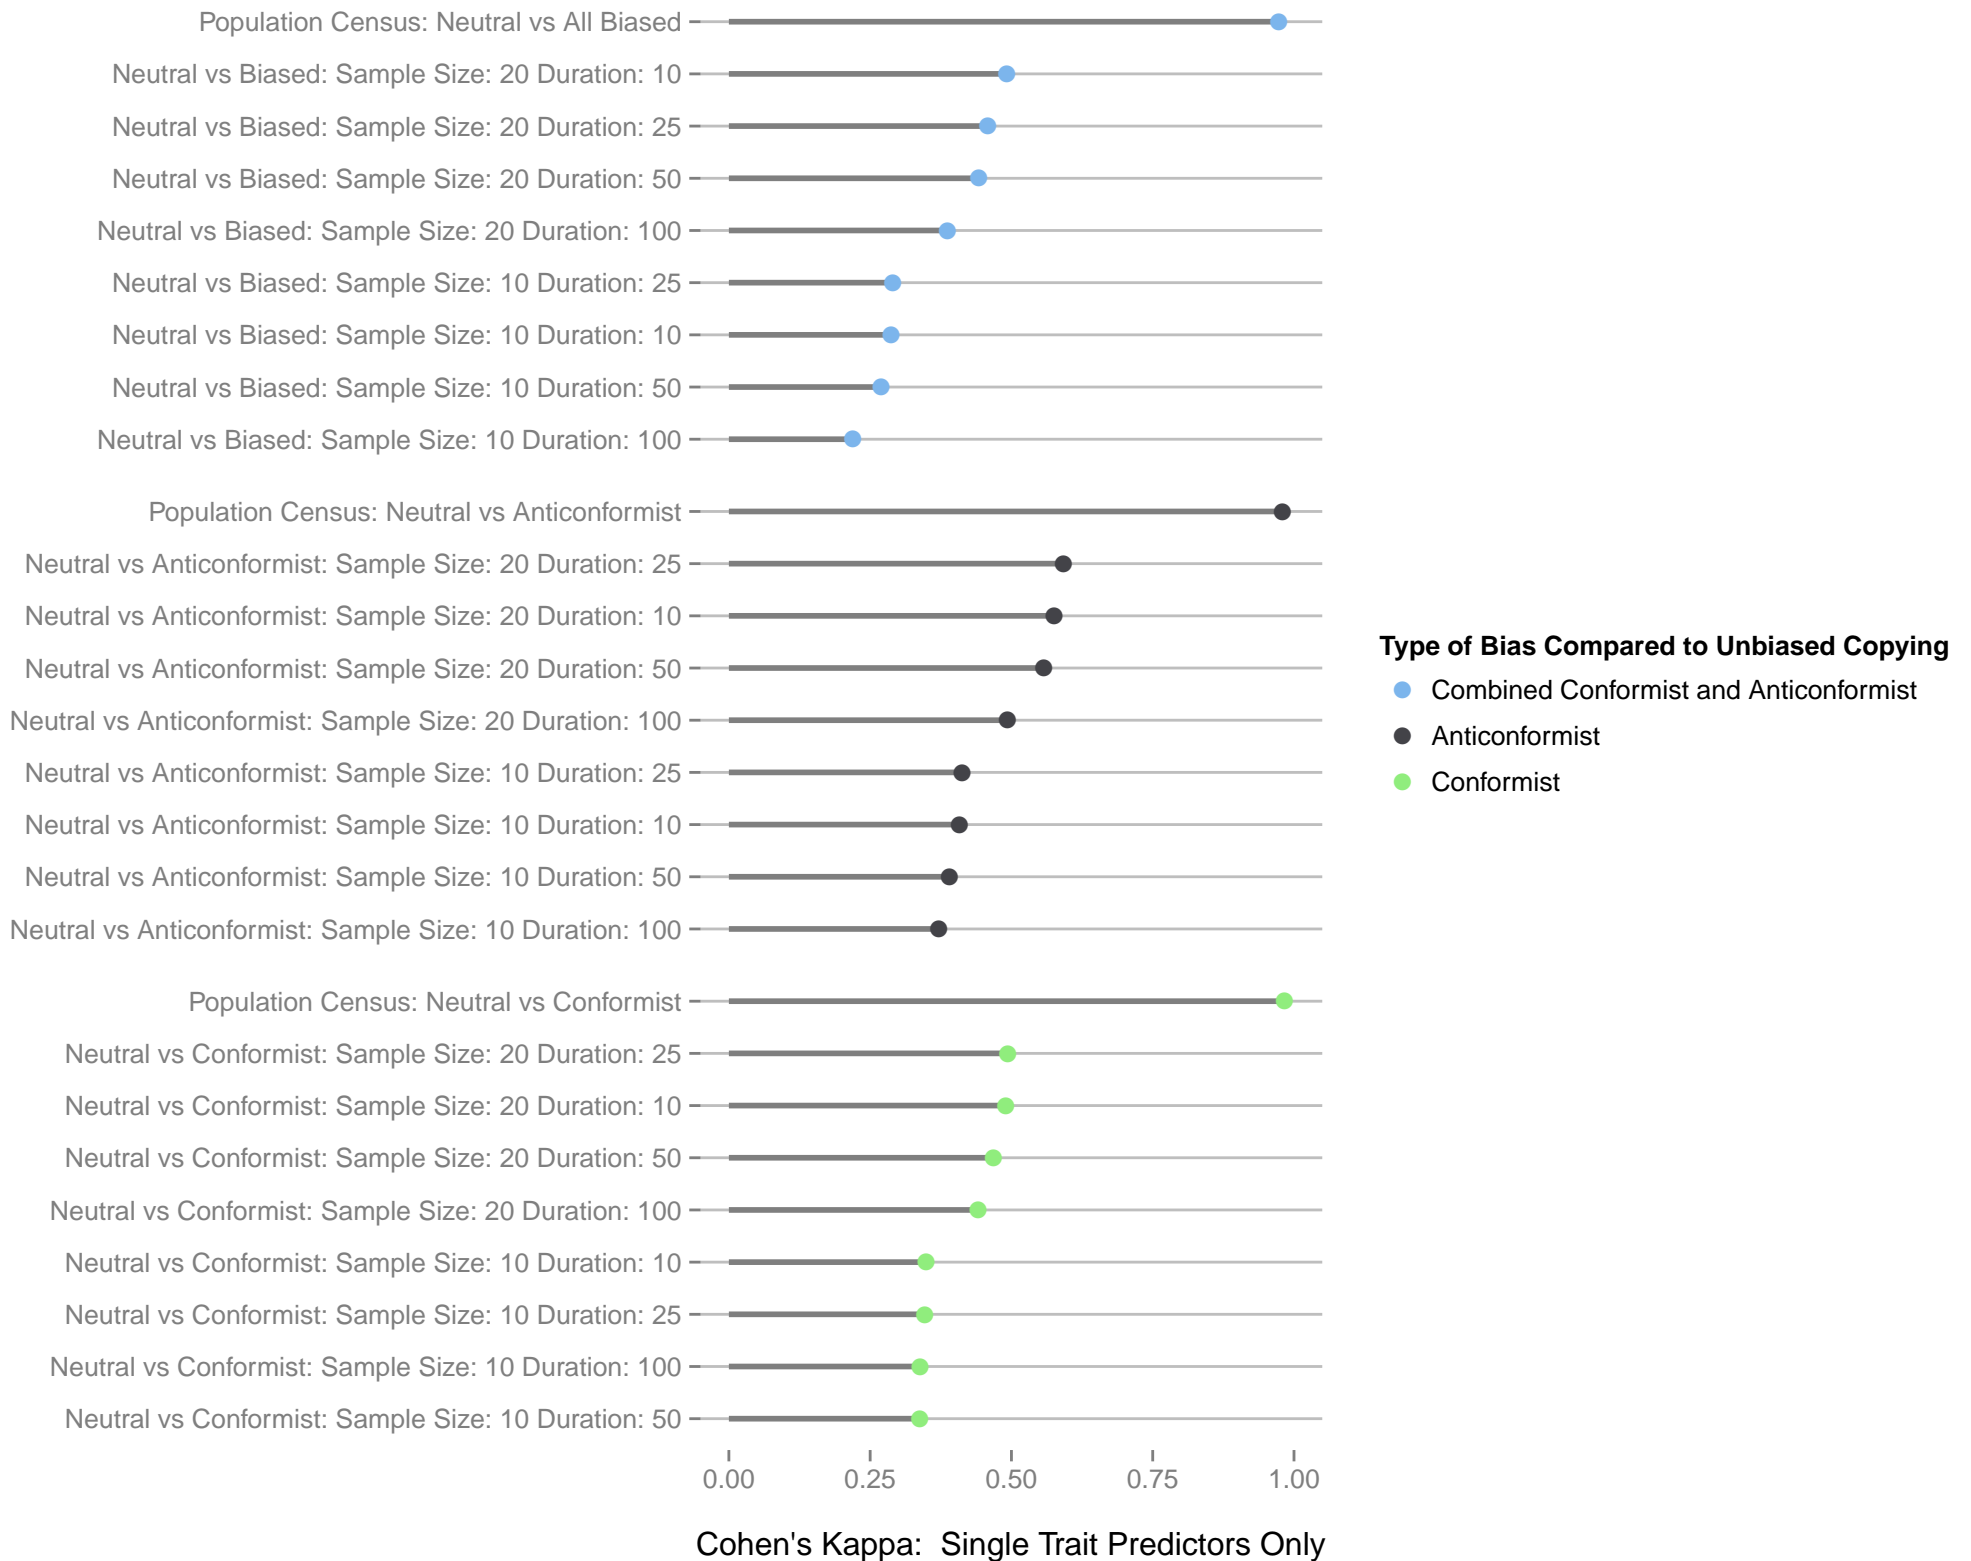 Population Census: Neutral vs All Biased
Neutral vs Biased: Sample Size: 20 Duration: 10
Neutral vs Biased: Sample Size: 20 Duration: 25
Neutral vs Biased: Sample Size: 20 Duration: 50
Neutral vs Biased: Sample Size: 20 Duration: 100
Neutral vs Biased: Sample Size: 10 Duration: 25
Neutral vs Biased: Sample Size: 10 Duration: 10
Neutral vs Biased: Sample Size: 10 Duration: 50
Neutral vs Biased: Sample Size: 10 Duration: 100
Population Census: Neutral vs Anticonformist
Neutral vs Anticonformist: Sample Size: 20 Duration: 25
Neutral vs Anticonformist: Sample Size: 20 Duration: 10
Neutral vs Anticonformist: Sample Size: 20 Duration: 50
Neutral vs Anticonformist: Sample Size: 20 Duration: 100
Neutral vs Anticonformist: Sample Size: 10 Duration: 25
Neutral vs Anticonformist: Sample Size: 10 Duration: 10
Neutral vs Anticonformist: Sample Size: 10 Duration: 50
Neutral vs Anticonformist: Sample Size: 10 Duration: 100
Population Census: Neutral vs Conformist
Neutral vs Conformist: Sample Size: 20 Duration: 25
Neutral vs Conformist: Sample Size: 20 Duration: 10
Neutral vs Conformist: Sample Size: 20 Duration: 50
Neutral vs Conformist: Sample Size: 20 Duration: 100
Neutral vs Conformist: Sample Size: 10 Duration: 10
Neutral vs Conformist: Sample Size: 10 Duration: 25
Neutral vs Conformist: Sample Size: 10 Duration: 100
Neutral vs Conformist: Sample Size: 10 Duration: 50
0.00 0.25 0.50 0.75 1.00
Cohen's Kappa:  Single Trait Predictors Only
Type of Bias Compared to Unbiased Copying
Combined Conformist and Anticonformist
Anticonformist
Conformist